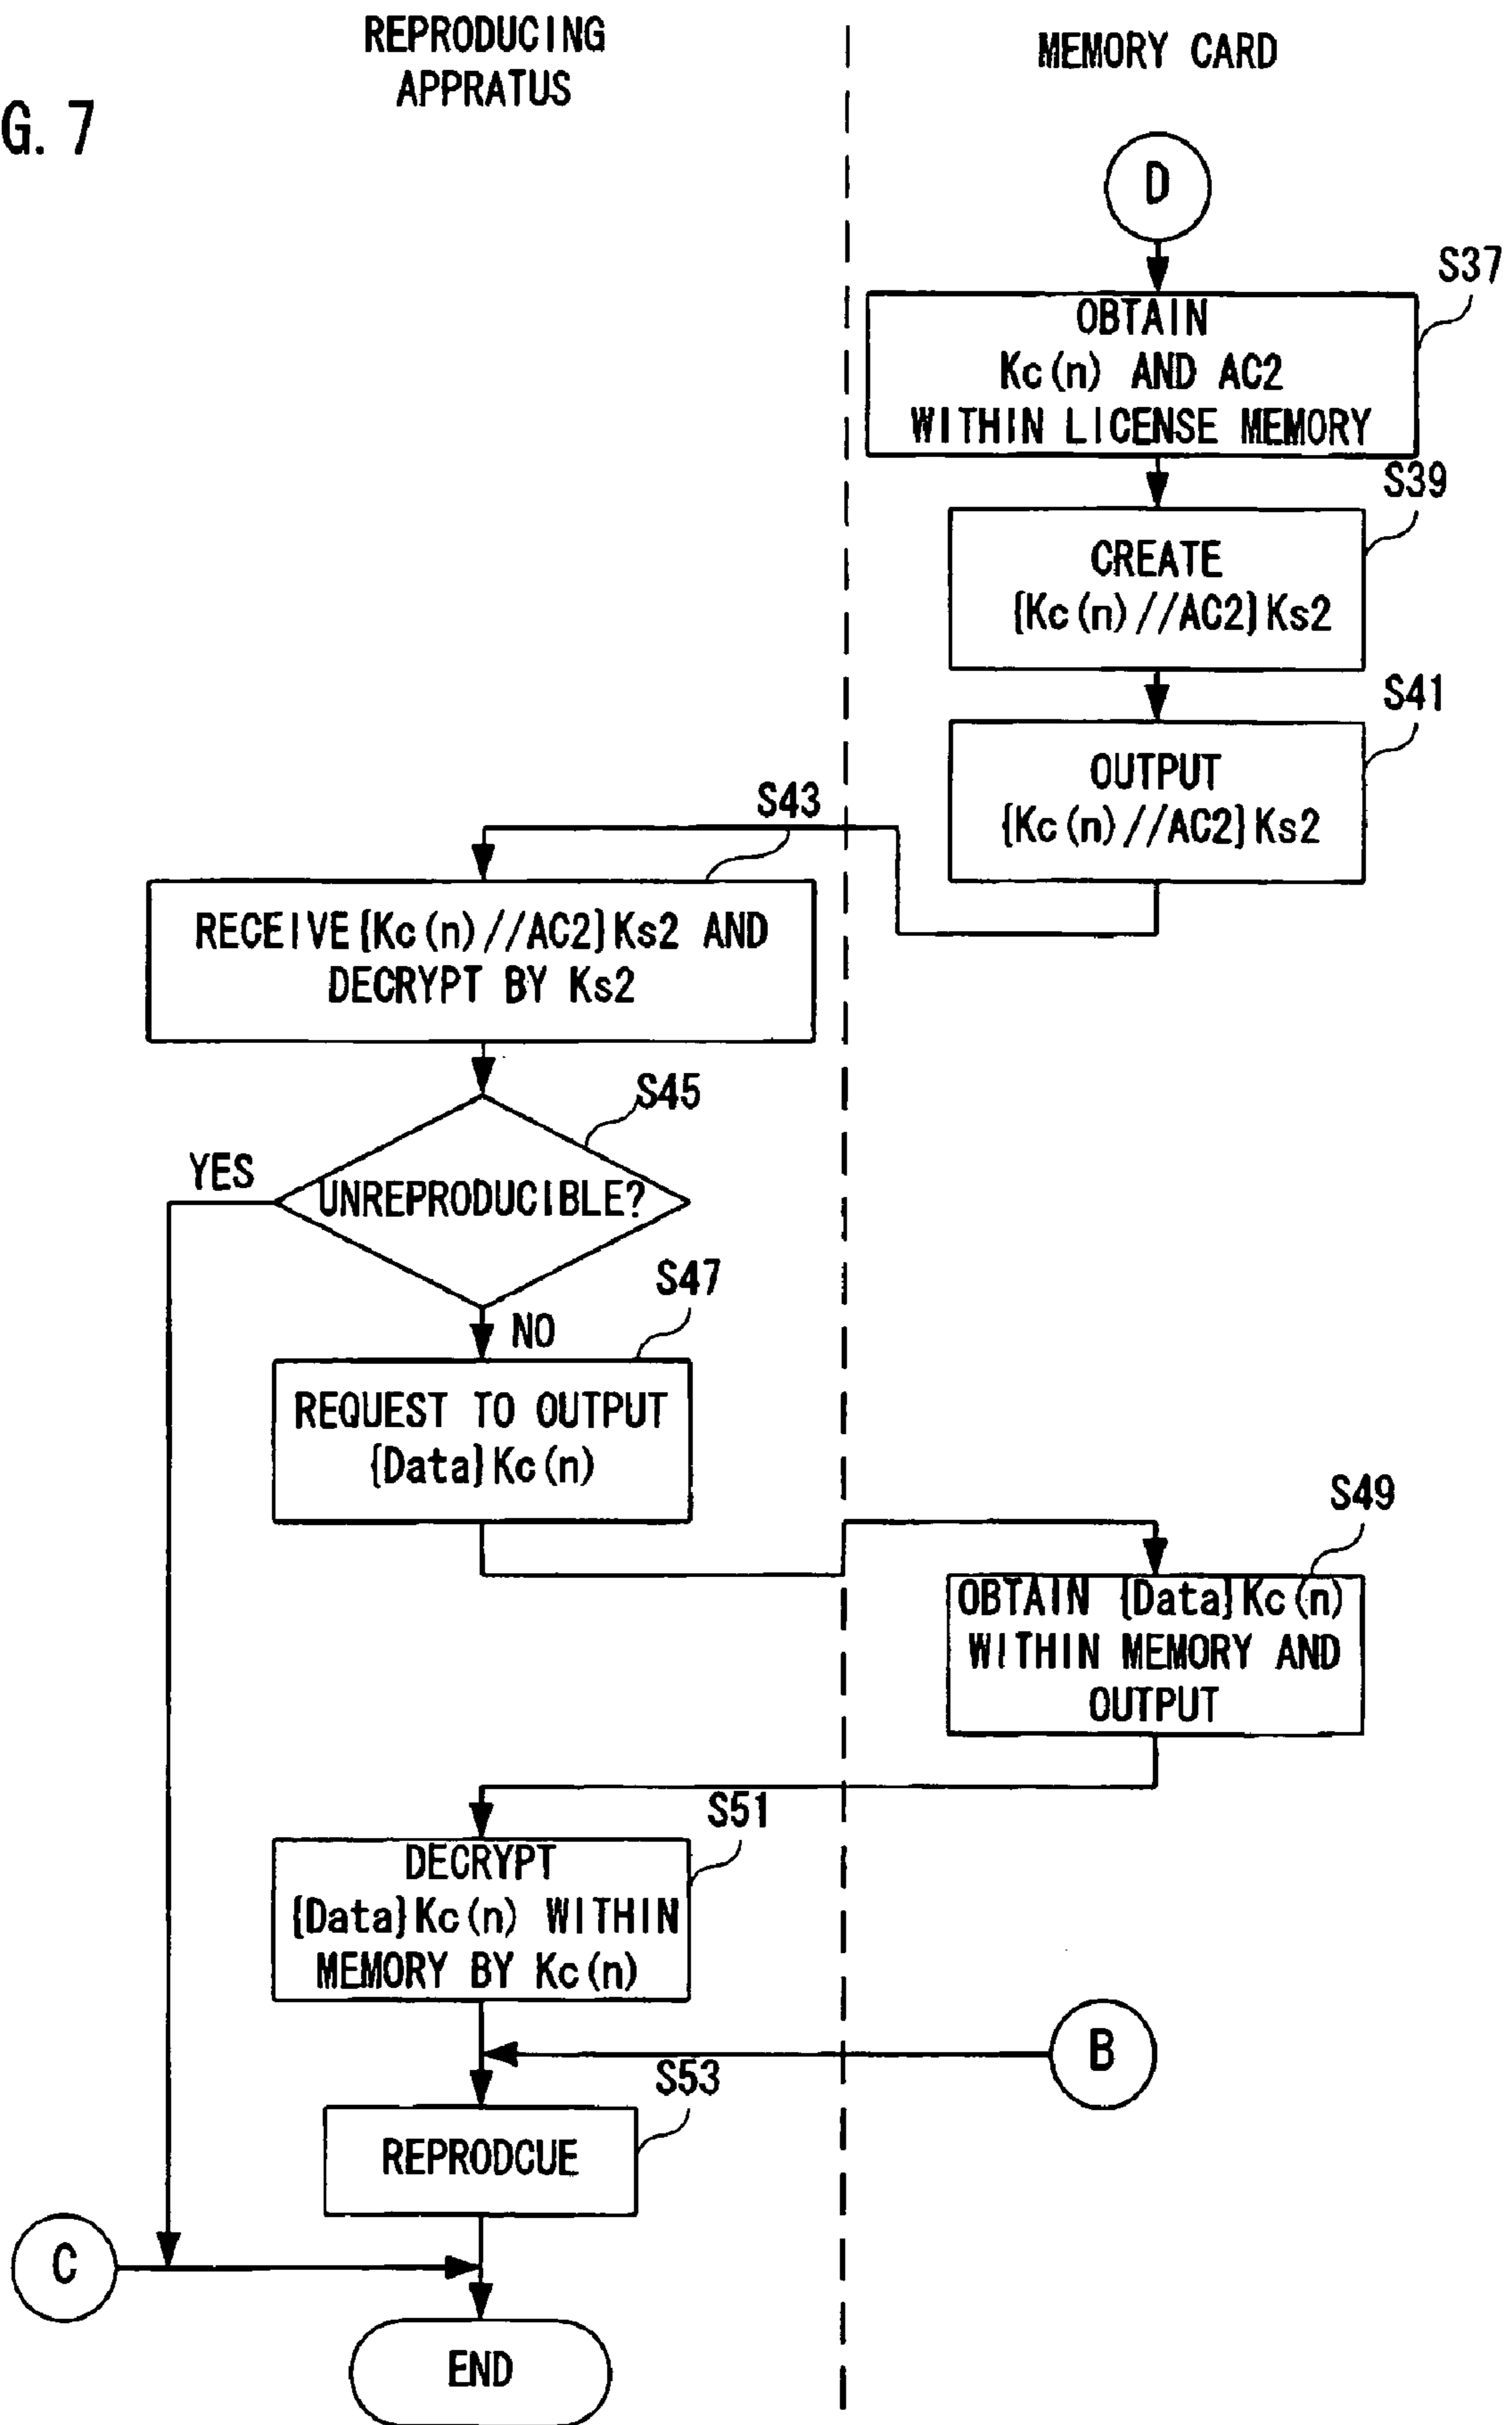 REPRODUCING
APPRATUS
MEMORY CARD
G. 7
D
S37
OBTAIN
Kc(n) AND AC2
WITHIN LICENSE MEMORY
S39
CREATE
{Kc(n)//AC2}Ks2
S41
OUTPUT
{Kc(n)//AC2}Ks2
S43
RECEIVE{Kc(n)//AC2}Ks2 AND
DECRYPT BY Ks2
S45
YES
UNREPRODUCIBLE?
S47
NO
REQUEST TO OUTPUT
{Data}Kc(n)
S49
OBTAIN {Data}Kc(n)
WITHIN MEMORY AND
OUTPUT
S51
DECRYPT
{Data}Kc(n) WITHIN
MEMORY BY Kc(n)
B
S53
REPRODCUE
C
END